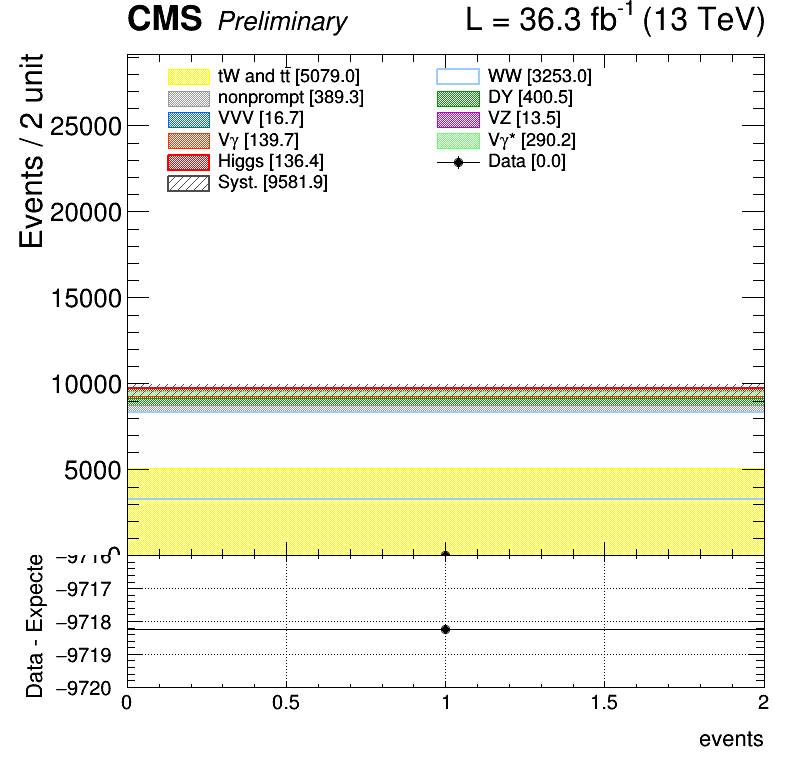 CMS Preliminary L = 36.3 fb⁻¹ (13 TeV)
Events / 2 unit
25000
20000
15000
10000
5000
0
tW and tt̄ [5079.0]
nonprompt [389.3]
VVV [16.7]
Vγ [139.7]
Higgs [136.4]
Syst. [9581.9]
WW [3253.0]
DY [400.5]
VZ [13.5]
Vγ* [290.2]
Data [0.0]
Data - Expecte
−9716
−9717
−9718
−9719
−9720
0 0.5 1 1.5 2
events